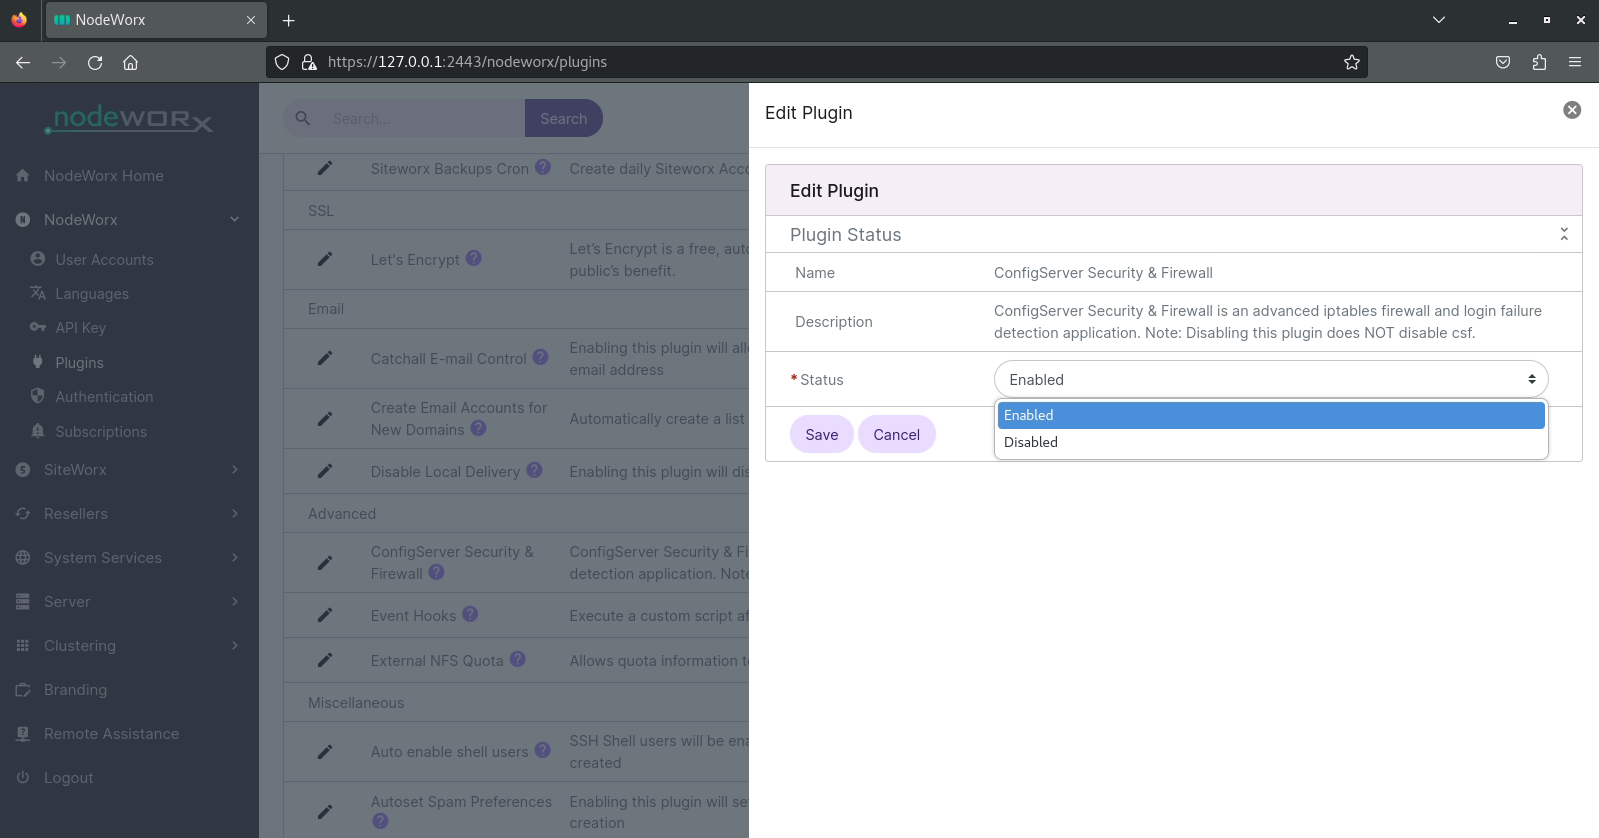 NodeWorx
https://127.0.0.1:2443/nodeworx/plugins
nodeworx
NodeWorx Home
NodeWorx
User Accounts
Languages
API Key
Plugins
Authentication
Subscriptions
SiteWorx
Resellers
System Services
Server
Clustering
Branding
Remote Assistance
Logout
Search...
Search
Siteworx Backups Cron
Create daily Siteworx Acco
SSL
Let's Encrypt
Let’s Encrypt is a free, auto
public’s benefit.
Email
Catchall E-mail Control
Enabling this plugin will all
email address
Create Email Accounts for
New Domains
Automatically create a list
Disable Local Delivery
Enabling this plugin will dis
Advanced
ConfigServer Security &
Firewall
ConfigServer Security & Fi
detection application. Note
Event Hooks
Execute a custom script af
External NFS Quota
Allows quota information t
Miscellaneous
Auto enable shell users
SSH Shell users will be ena
created
Autoset Spam Preferences
Enabling this plugin will se
creation
Edit Plugin
Edit Plugin
Plugin Status
Name
ConfigServer Security & Firewall
Description
ConfigServer Security & Firewall is an advanced iptables firewall and login failure
detection application. Note: Disabling this plugin does NOT disable csf.
* Status
Enabled
Enabled
Disabled
Save
Cancel